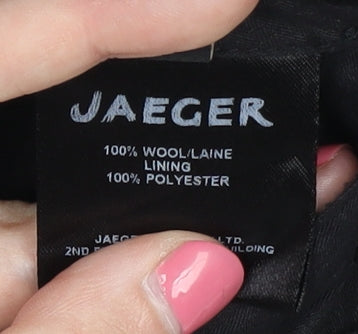 JAEGER
100% WOOL/LAINE
LINING
100% POLYESTER
LTD.
2ND